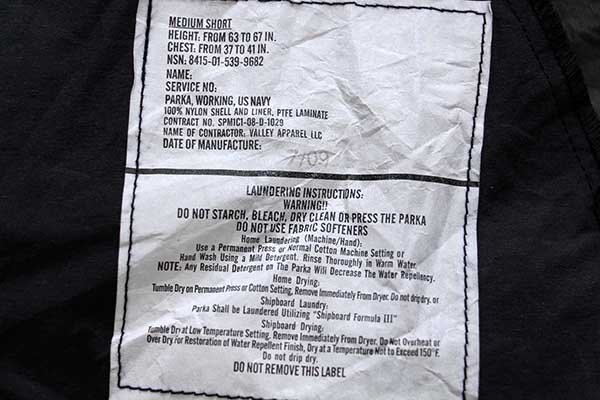 MEDIUM SHORT
HEIGHT: FROM 63 TO 67 IN.
CHEST: FROM 37 TO 41 IN.
NSN: 8415-01-539-9682
NAME:
SERVICE NO:
PARKA, WORKING, US NAVY
100% NYLON SHELL AND LINER, PTFE LAMINATE
CONTRACT NO. SPM1C1-08-D-1029
NAME OF CONTRACTOR: VALLEY APPAREL LLC
DATE OF MANUFACTURE:
7/09
LAUNDERING INSTRUCTIONS:
WARNING!!
DO NOT STARCH, BLEACH, DRY CLEAN OR PRESS THE PARKA
DO NOT USE FABRIC SOFTENERS
Home Laundering (Machine/Hand):
Use a Permanent Press or Normal Cotton Machine Setting or
Hand Wash Using a Mild Detergent. Rinse Thoroughly in Warm Water.
NOTE: Any Residual Detergent on The Parka Will Decrease The Water Repellency.
Home Drying:
Tumble Dry on Permanent Press or Cotton Setting, Remove Immediately From Dryer. Do not drip dry. or
Shipboard Laundry:
Parka Shall be Laundered Utilizing "Shipboard Formula III"
Shipboard Drying:
Tumble Dry at Low Temperature Setting, Remove Immediately From Dryer. Do Not Overheat or
Over Dry For Restoration of Water Repellent Finish, Dry at a Temperature Not to Exceed 150°F.
Do not drip dry.
DO NOT REMOVE THIS LABEL